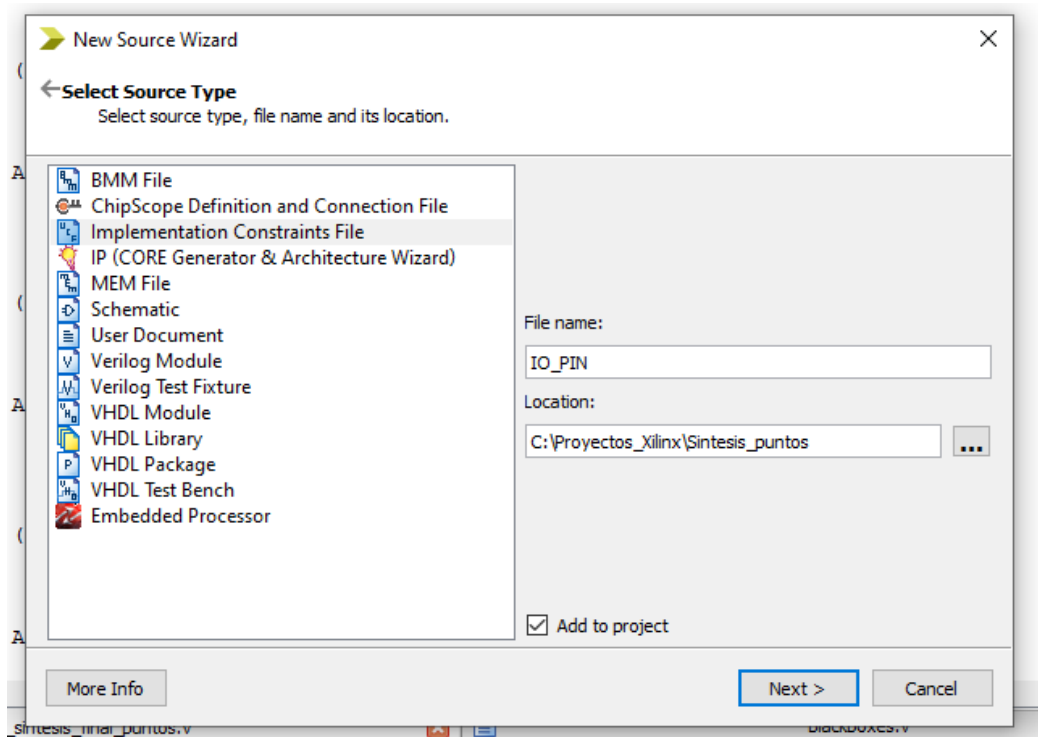 New Source Wizard
Select Source Type
Select source type, file name and its location.
BMM File
ChipScope Definition and Connection File
Implementation Constraints File
IP (CORE Generator & Architecture Wizard)
MEM File
Schematic
User Document
Verilog Module
Verilog Test Fixture
VHDL Module
VHDL Library
VHDL Package
VHDL Test Bench
Embedded Processor
File name:
IO_PIN
Location:
C:\Proyectos_Xilinx\Sintesis_puntos
...
Add to project
More Info
Next >
Cancel
_sintesis_final_puntos.v
blackboxes.v